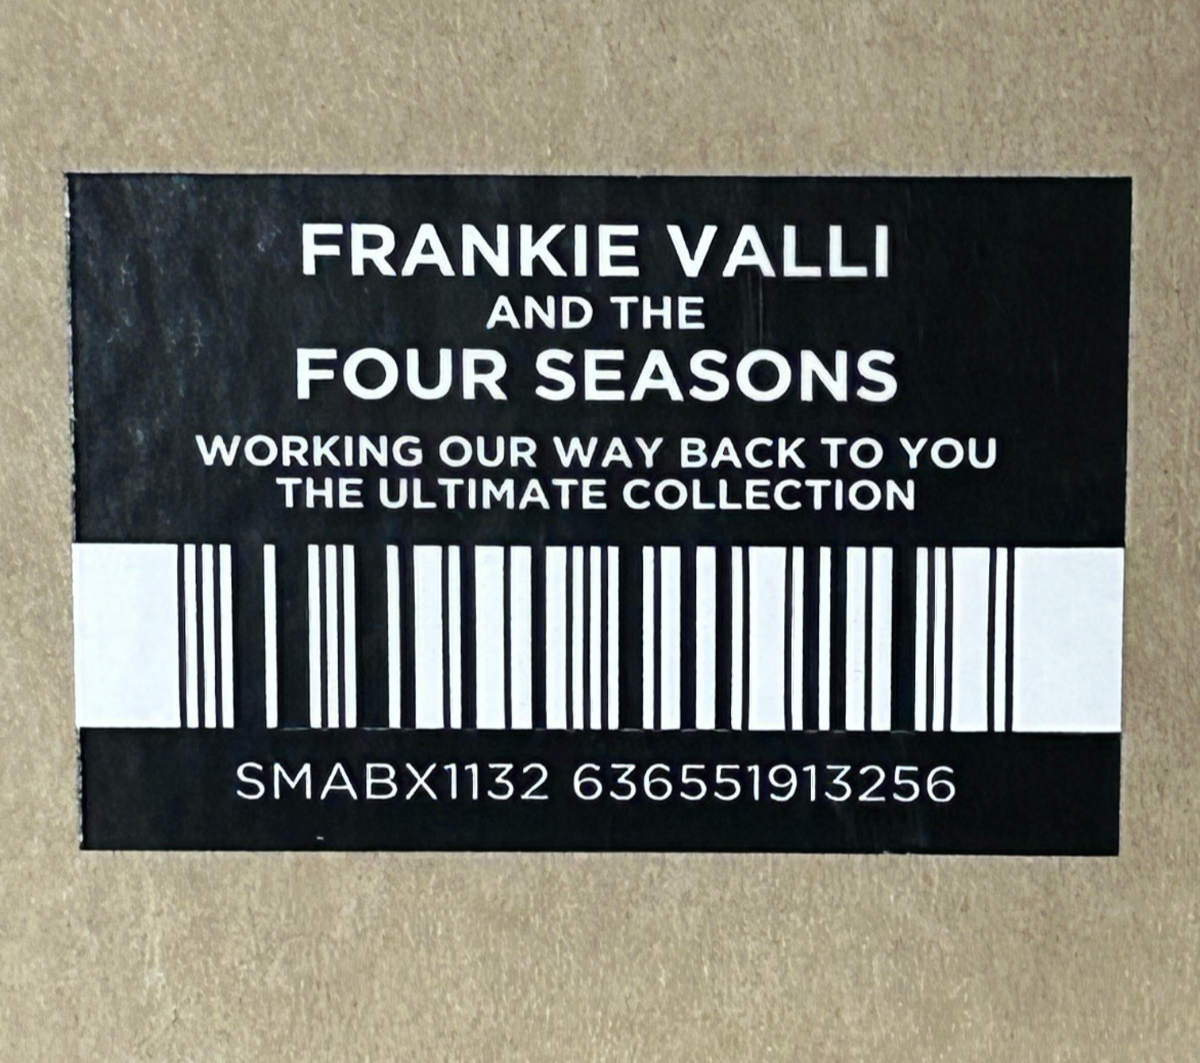 FRANKIE VALLI
AND THE
FOUR SEASONS
WORKING OUR WAY BACK TO YOU
THE ULTIMATE COLLECTION
SMABX1132 636551913256